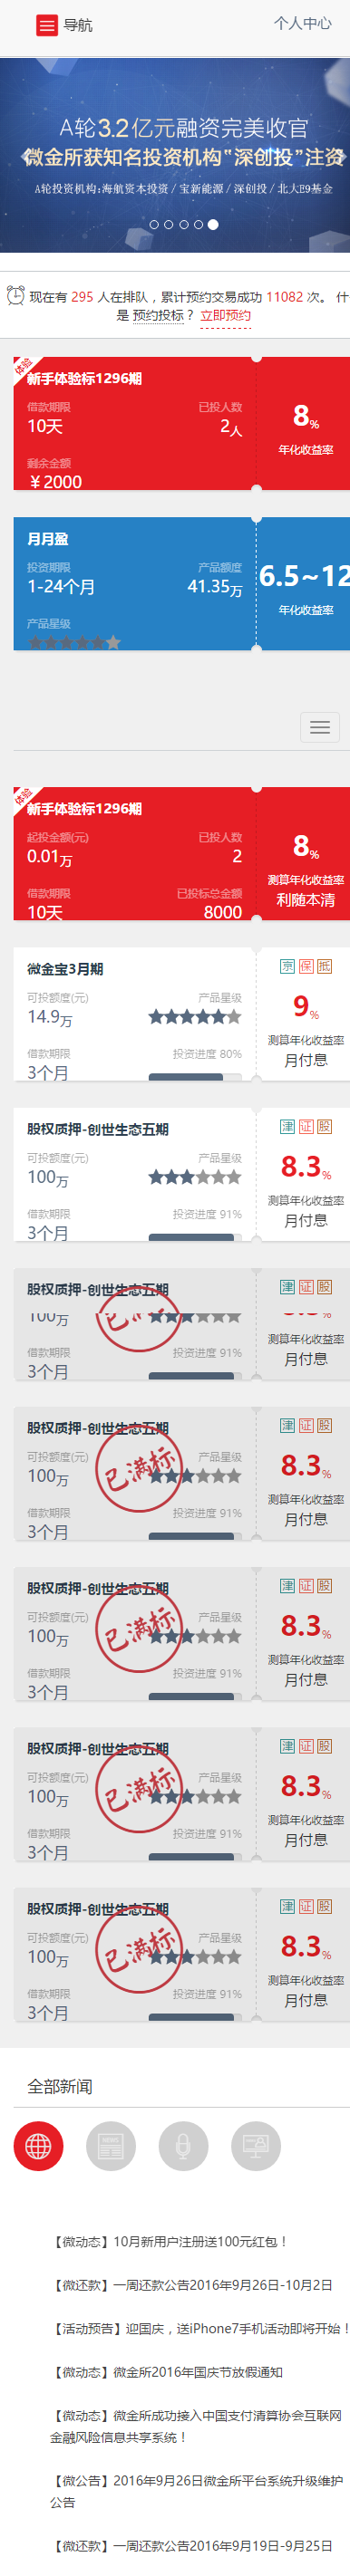 导航
个人中心
A轮3.2亿元融资完美收官
微金所获知名投资机构“深创投”注资
A轮投资机构:海航资本投资 / 宝新能源 / 深创投 / 北大E9基金
现在有 295 人在排队，累计预约交易成功 11082 次。 什
是 预约投标？ 立即预约
体验
新手体验标1296期
借款期限 已投人数
10天 2人
剩余金额
￥2000
8%
年化收益率
月月盈
投资期限 产品额度
1-24个月 41.35万
产品星级
6.5~12
年化收益率
体验
新手体验标1296期
起投金额(元) 已投人数
0.01万 2
借款期限 已投标总金额
10天 8000
8%
测算年化收益率
利随本清
微金宝3月期
可投额度(元) 产品星级
14.9万
借款期限 投资进度 80%
3个月
京 保 抵
9%
测算年化收益率
月付息
股权质押-创世生态五期
可投额度(元) 产品星级
100万
借款期限 投资进度 91%
3个月
津 证 股
8.3%
测算年化收益率
月付息
股权质押-创世生态五期
100万
借款期限 投资进度 91%
3个月
津 证 股
8.3%
测算年化收益率
月付息
股权质押-创世生态五期
可投额度(元) 产品星级
100万
已满标
借款期限 投资进度 91%
3个月
津 证 股
8.3%
测算年化收益率
月付息
股权质押-创世生态五期
可投额度(元) 产品星级
100万
已满标
借款期限 投资进度 91%
3个月
津 证 股
8.3%
测算年化收益率
月付息
股权质押-创世生态五期
可投额度(元) 产品星级
100万
已满标
借款期限 投资进度 91%
3个月
津 证 股
8.3%
测算年化收益率
月付息
股权质押-创世生态五期
可投额度(元) 产品星级
100万
已满标
借款期限 投资进度 91%
3个月
津 证 股
8.3%
测算年化收益率
月付息
全部新闻
NEWS
【微动态】10月新用户注册送100元红包！
【微还款】一周还款公告2016年9月26日-10月2日
【活动预告】迎国庆，送iPhone7手机活动即将开始！
【微动态】微金所2016年国庆节放假通知
【微动态】微金所成功接入中国支付清算协会互联网
金融风险信息共享系统！
【微公告】2016年9月26日微金所平台系统升级维护
公告
【微还款】一周还款公告2016年9月19日-9月25日